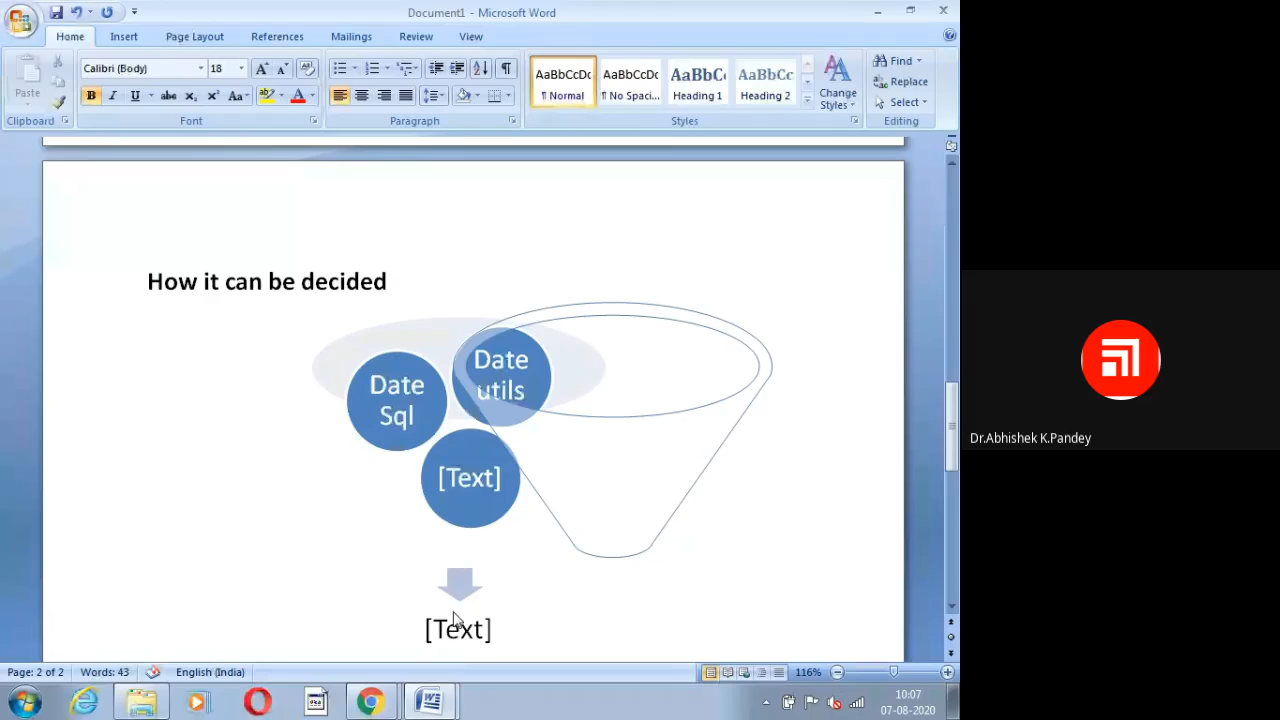 Document1 - Microsoft Word
Home Insert Page Layout References Mailings Review View
Calibri (Body) 18
Paste
AaBbCcDc AaBbCcDc AaBbC AaBbCc
¶ Normal ¶ No Spaci... Heading 1 Heading 2
Change
Styles
Find
Replace
Select
Clipboard Font Paragraph Styles Editing
How it can be decided
Date
utils
Date
Sql
[Text]
[Text]
Dr.Abhishek K.Pandey
Page: 2 of 2 Words: 43 English (India) 116%
10:07
07-08-2020